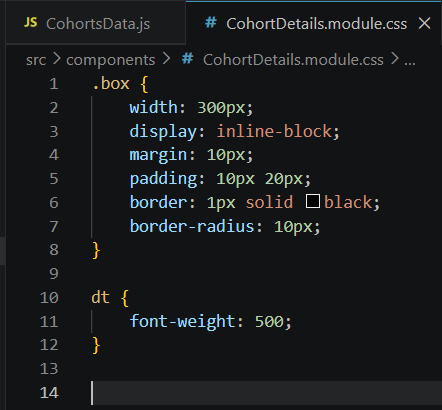 JS CohortsData.js
# CohortDetails.module.css ×
src > components > # CohortDetails.module.css > ...
1 .box {
2 width: 300px;
3 display: inline-block;
4 margin: 10px;
5 padding: 10px 20px;
6 border: 1px solid black;
7 border-radius: 10px;
8 }
9
10 dt {
11 font-weight: 500;
12 }
13
14